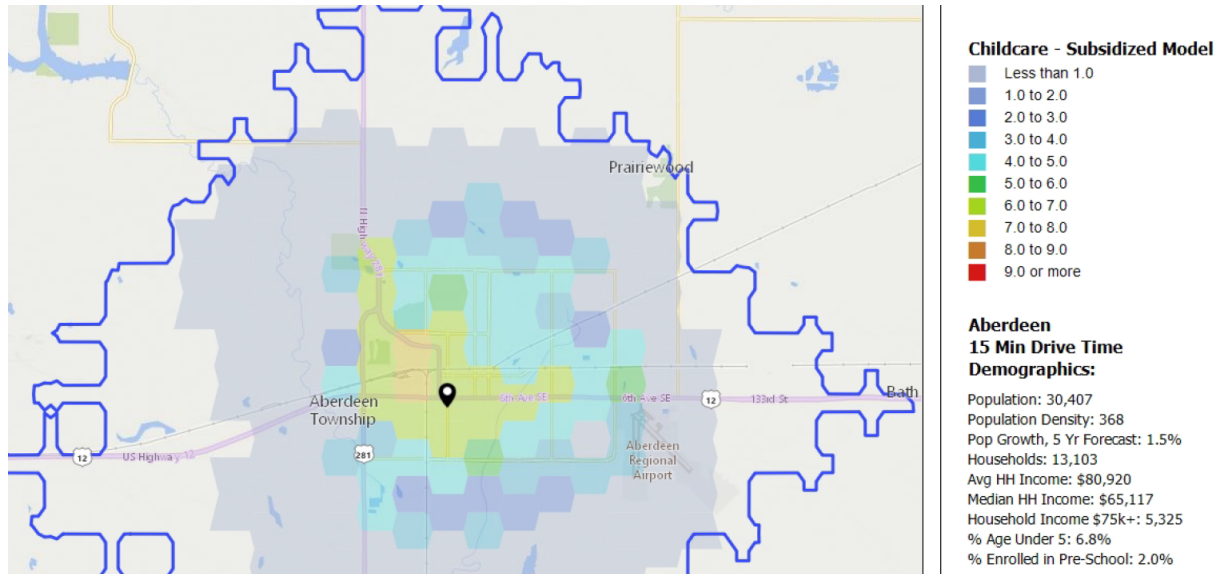 Prairiewood
N Highway 281
Aberdeen
Township
6th Ave SE
6th Ave SE
12
133rd St
Bath
Aberdeen
Regional
Airport
12
US Highway 12
281
Childcare - Subsidized Model
Less than 1.0
1.0 to 2.0
2.0 to 3.0
3.0 to 4.0
4.0 to 5.0
5.0 to 6.0
6.0 to 7.0
7.0 to 8.0
8.0 to 9.0
9.0 or more
Aberdeen
15 Min Drive Time
Demographics:
Population: 30,407
Population Density: 368
Pop Growth, 5 Yr Forecast: 1.5%
Households: 13,103
Avg HH Income: $80,920
Median HH Income: $65,117
Household Income $75k+: 5,325
% Age Under 5: 6.8%
% Enrolled in Pre-School: 2.0%